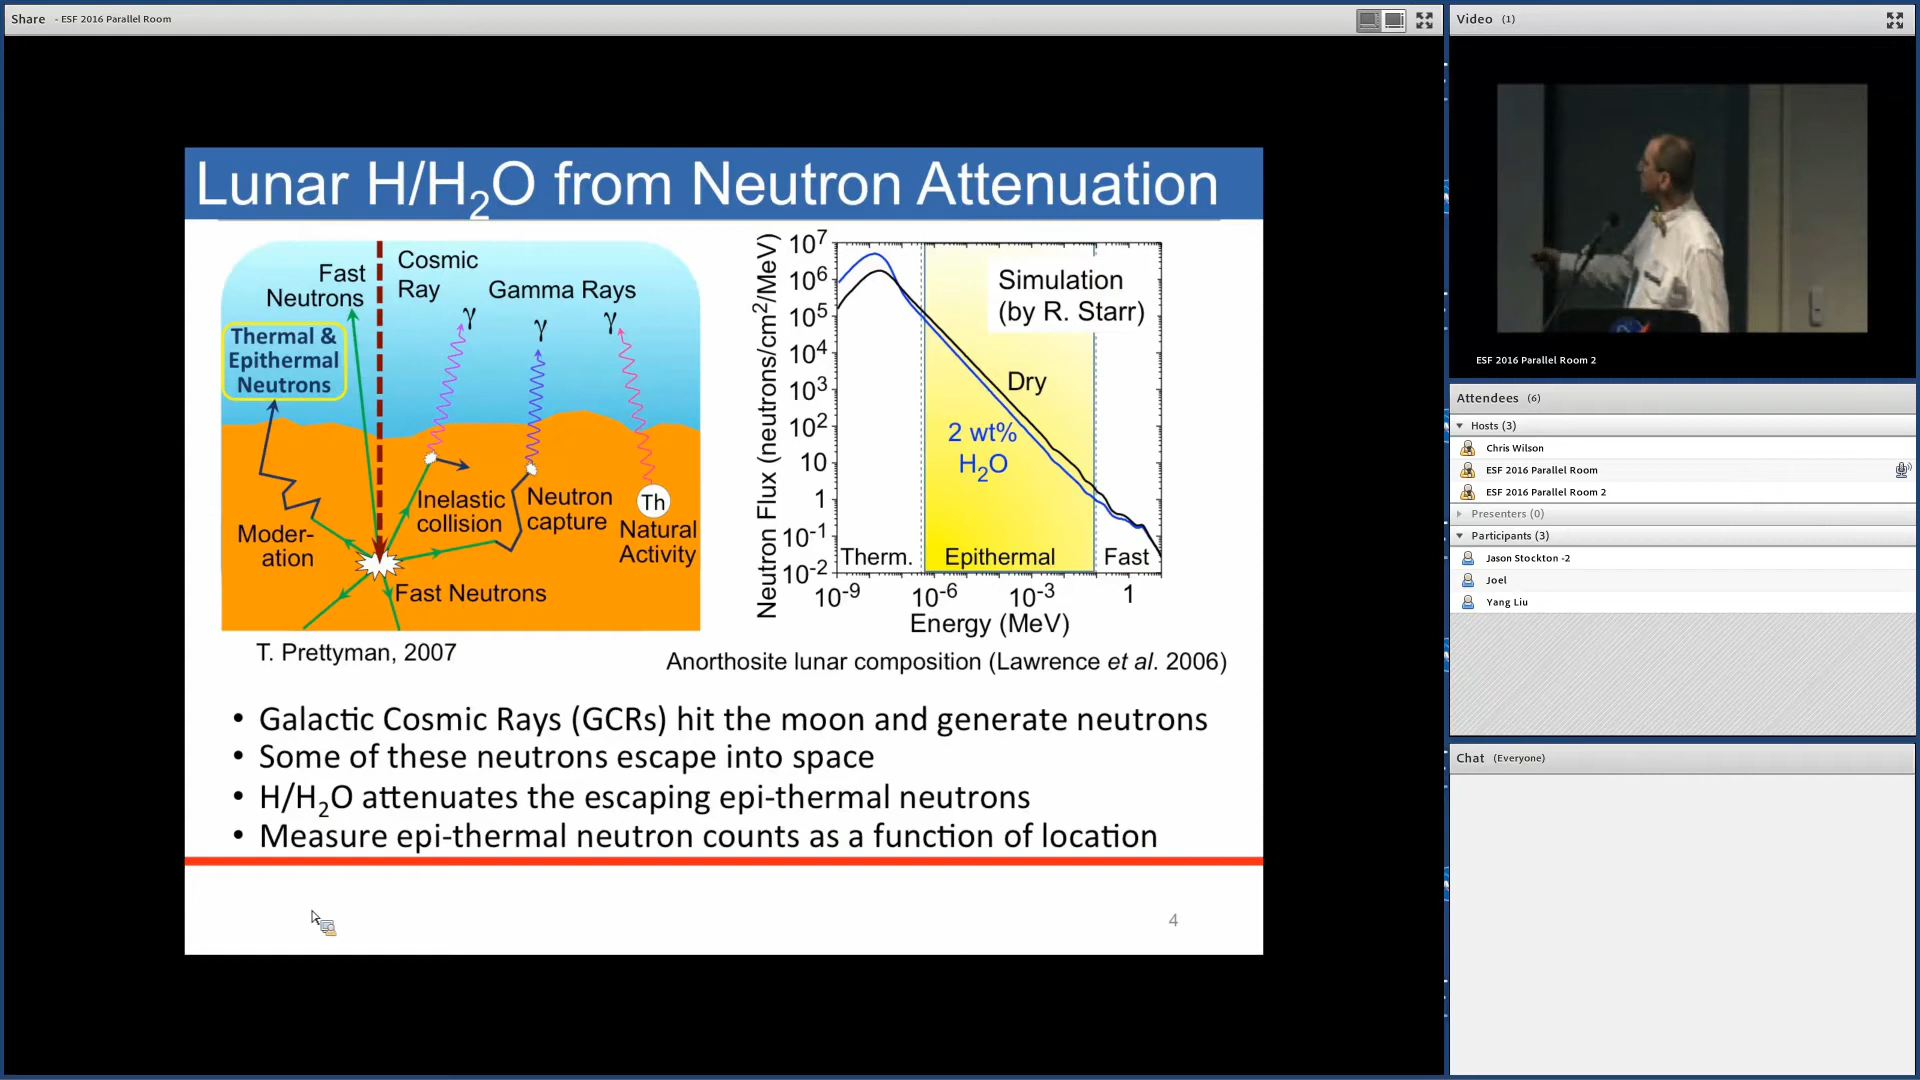 Share - ESF 2016 Parallel Room
Lunar H/H2O from Neutron Attenuation
Fast
Neutrons
Cosmic
Ray
Gamma Rays
γ
γ
γ
Thermal &
Epithermal
Neutrons
Inelastic
collision
Neutron
capture
Th
Natural
Activity
Moder-
ation
Fast Neutrons
T. Prettyman, 2007
Neutron Flux (neutrons/cm2/MeV)
10^7
10^6
10^5
10^4
10^3
10^2
10
1
10^-1
10^-2
Simulation
(by R. Starr)
Dry
2 wt%
H2O
Therm.
Epithermal
Fast
10^-9
10^-6
10^-3
1
Energy (MeV)
Anorthosite lunar composition (Lawrence et al. 2006)
• Galactic Cosmic Rays (GCRs) hit the moon and generate neutrons
• Some of these neutrons escape into space
• H/H2O attenuates the escaping epi-thermal neutrons
• Measure epi-thermal neutron counts as a function of location
4
Video (1)
ESF 2016 Parallel Room 2
Attendees (6)
Hosts (3)
Chris Wilson
ESF 2016 Parallel Room
ESF 2016 Parallel Room 2
Presenters (0)
Participants (3)
Jason Stockton -2
Joel
Yang Liu
Chat (Everyone)